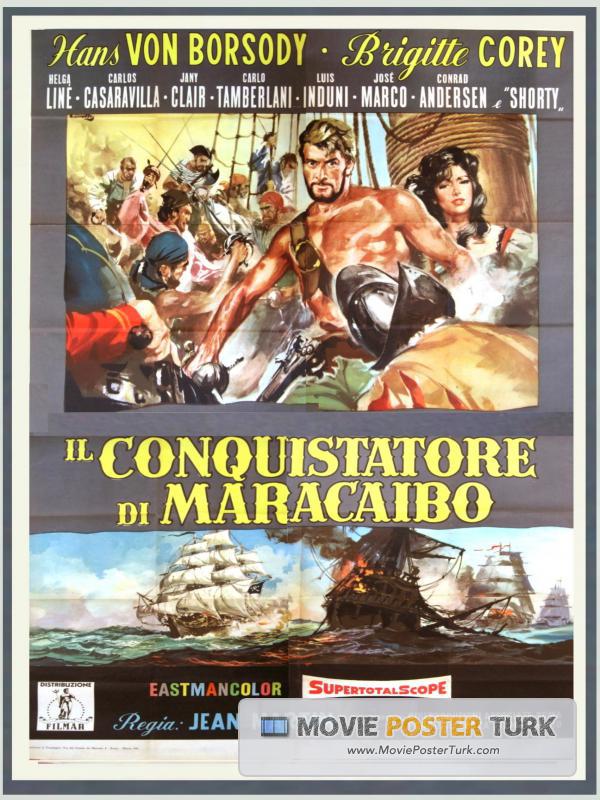 Hans VON BORSODY · Brigitte COREY
HELGA LINE · CARLOS CASARAVILLA · JANY CLAIR · CARLO TAMBERLANI · LUIS INDUNI · JOSÉ MARCO · CONRAD ANDERSEN e "SHORTY"
IL CONQUISTATORE
DI MARACAIBO
DISTRIBUZIONE
FILMAR
EASTMANCOLOR
SUPERTOTALSCOPE
Regia: JEAN
MOVIE POSTER TURK
www.MoviePosterTurk.com